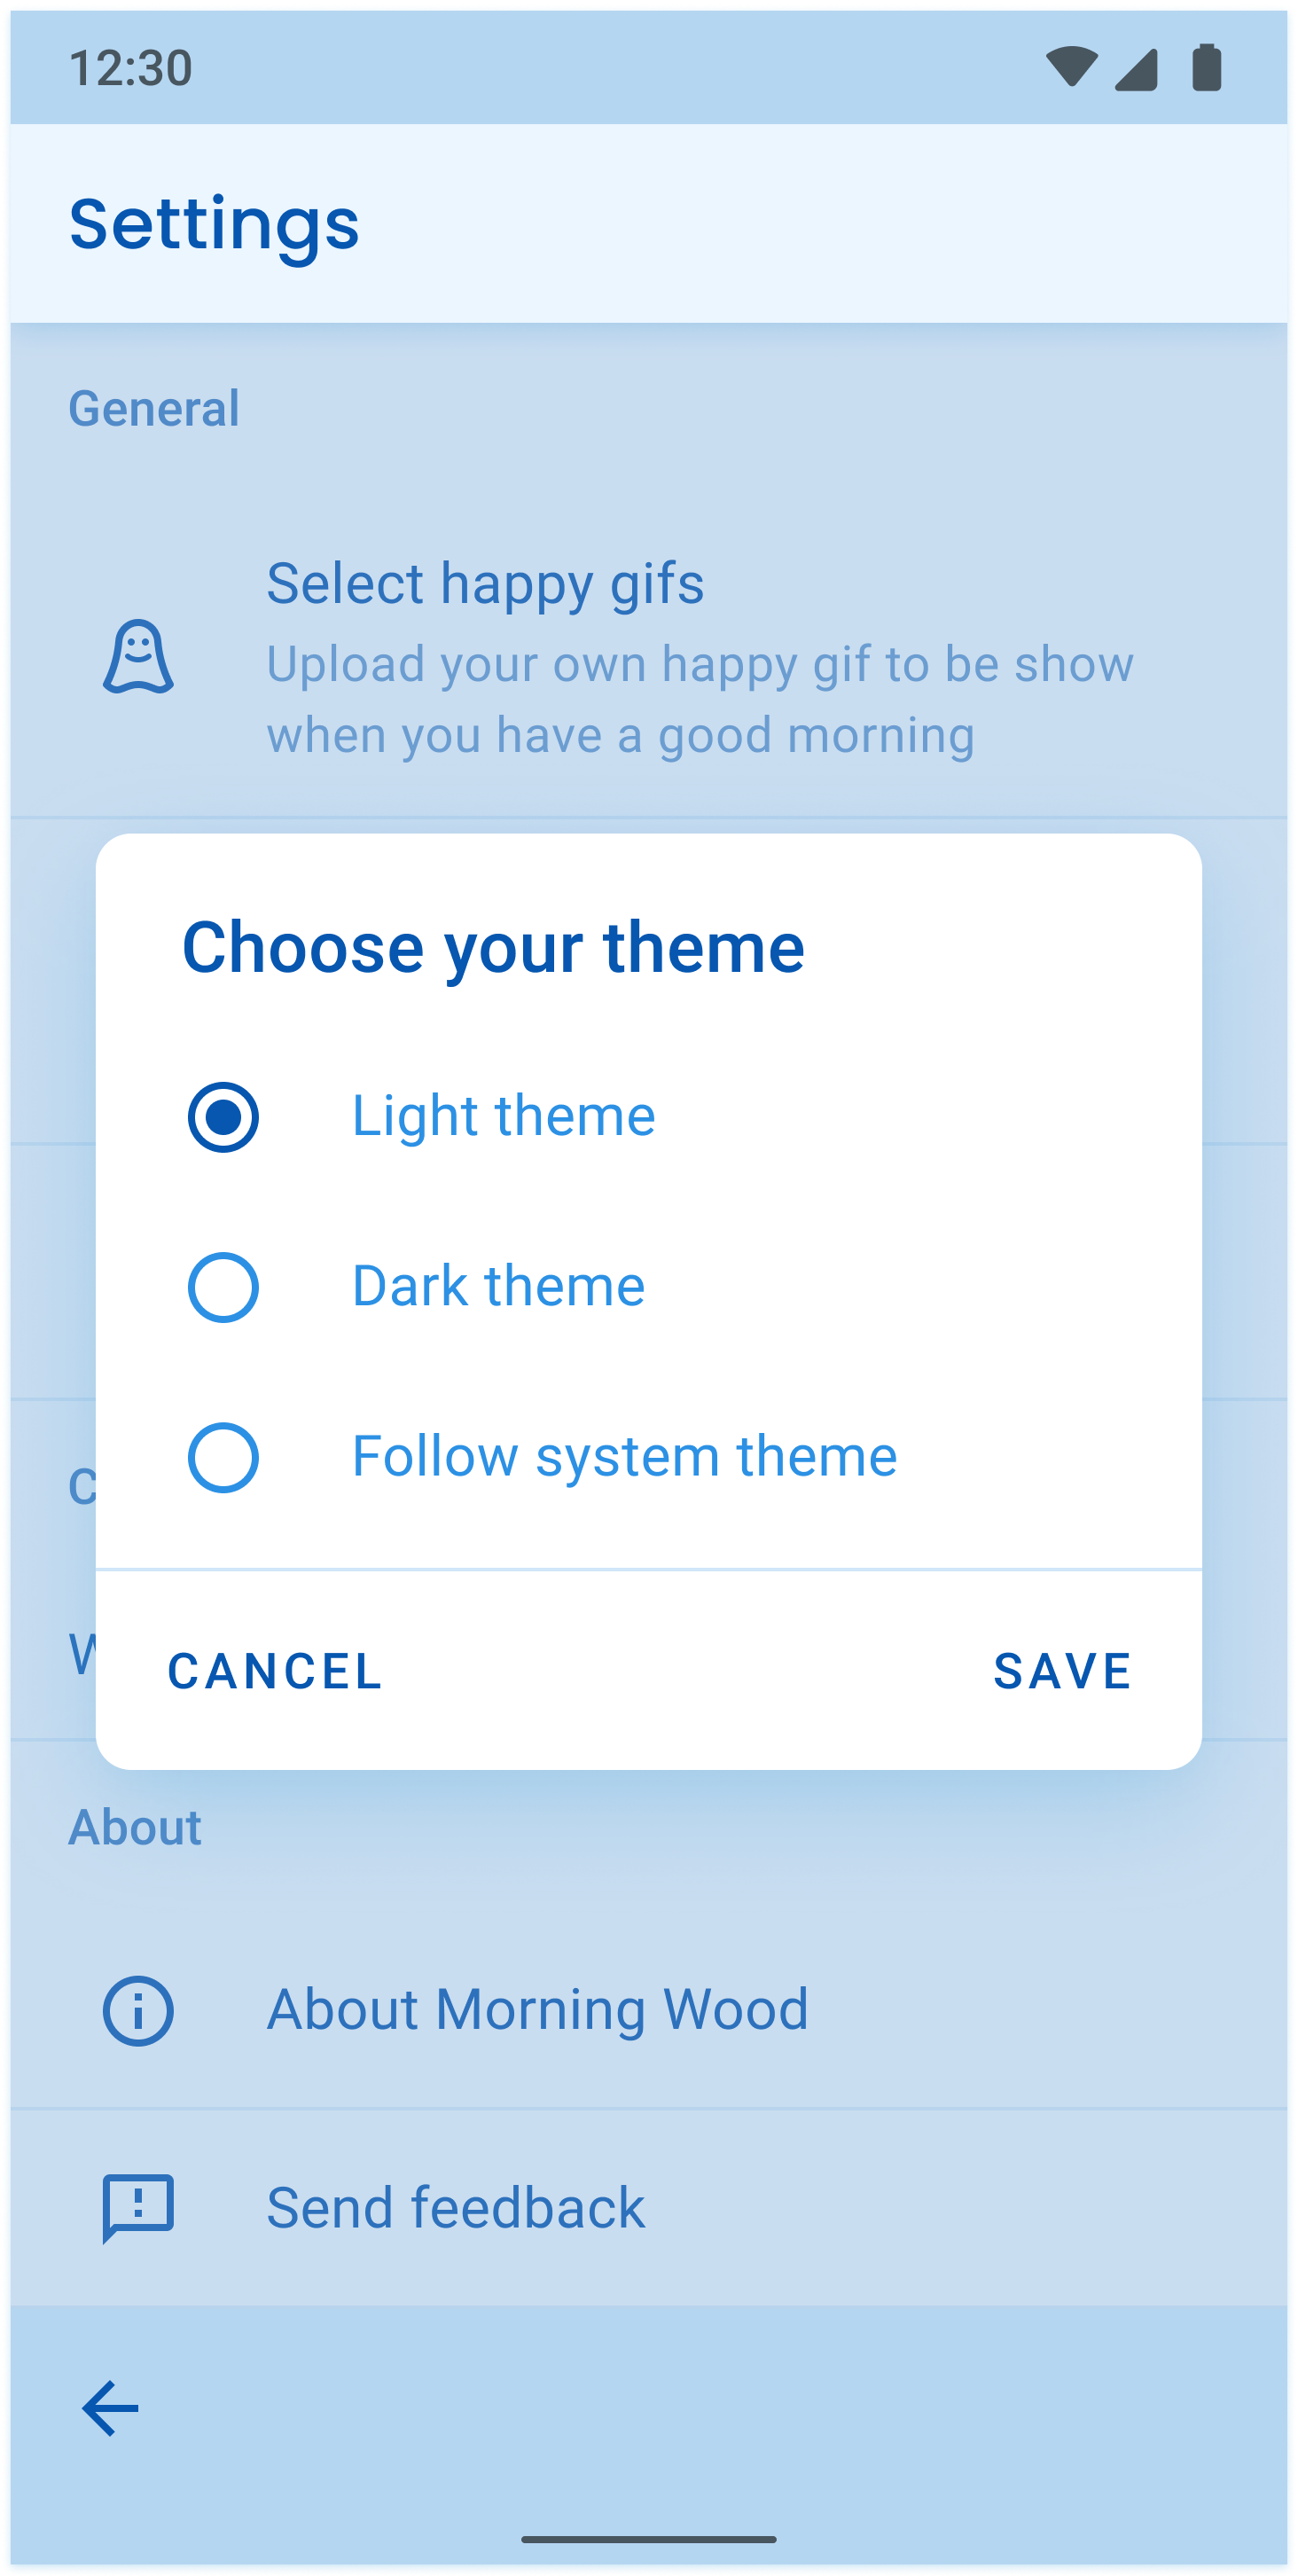 12:30
Settings
General
Select happy gifs
Upload your own happy gif to be show
when you have a good morning
Choose your theme
Light theme
Dark theme
Follow system theme
CANCEL
SAVE
About
About Morning Wood
Send feedback